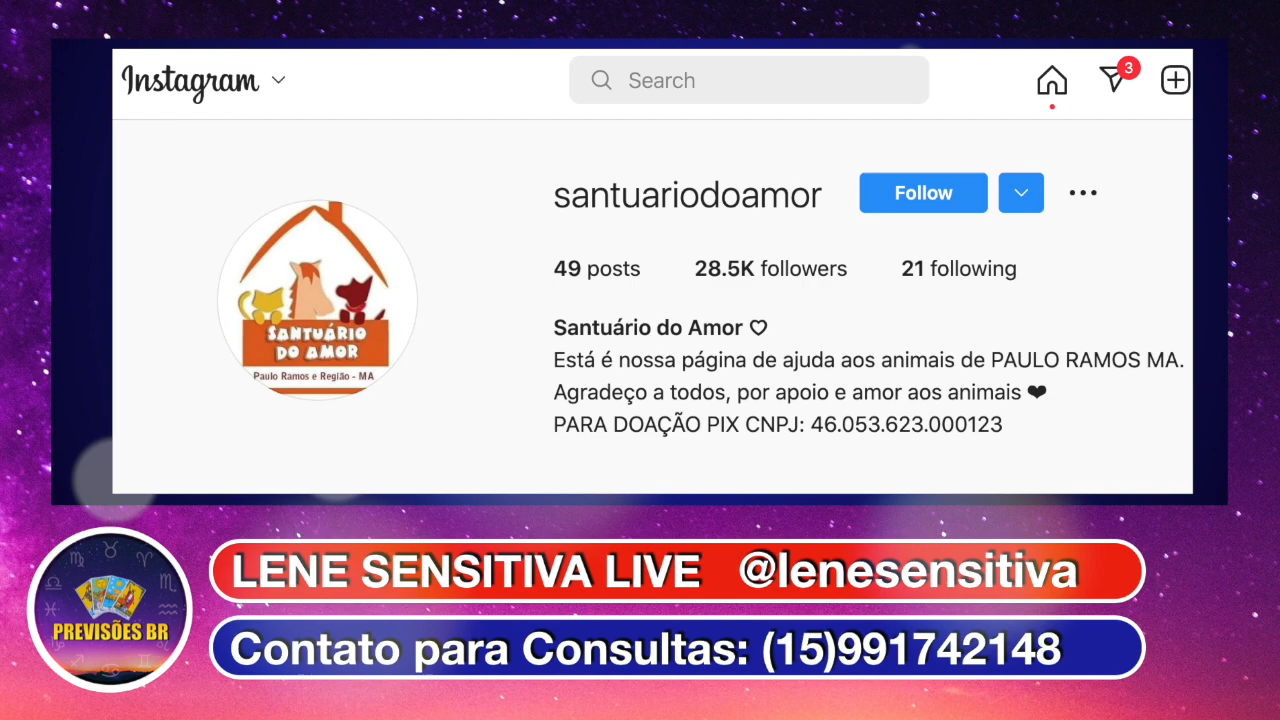 Instagram
Search
3
santuariodoamor
Follow
49 posts 28.5K followers 21 following
Santuário do Amor ♡
Está é nossa página de ajuda aos animais de PAULO RAMOS MA.
Agradeço a todos, por apoio e amor aos animais ❤
PARA DOAÇÃO PIX CNPJ: 46.053.623.000123
SANTUÁRIO
DO AMOR
Paulo Ramos e Região - MA
LENE SENSITIVA LIVE @lenesensitiva
PREVISÕES BR
Contato para Consultas: (15)991742148